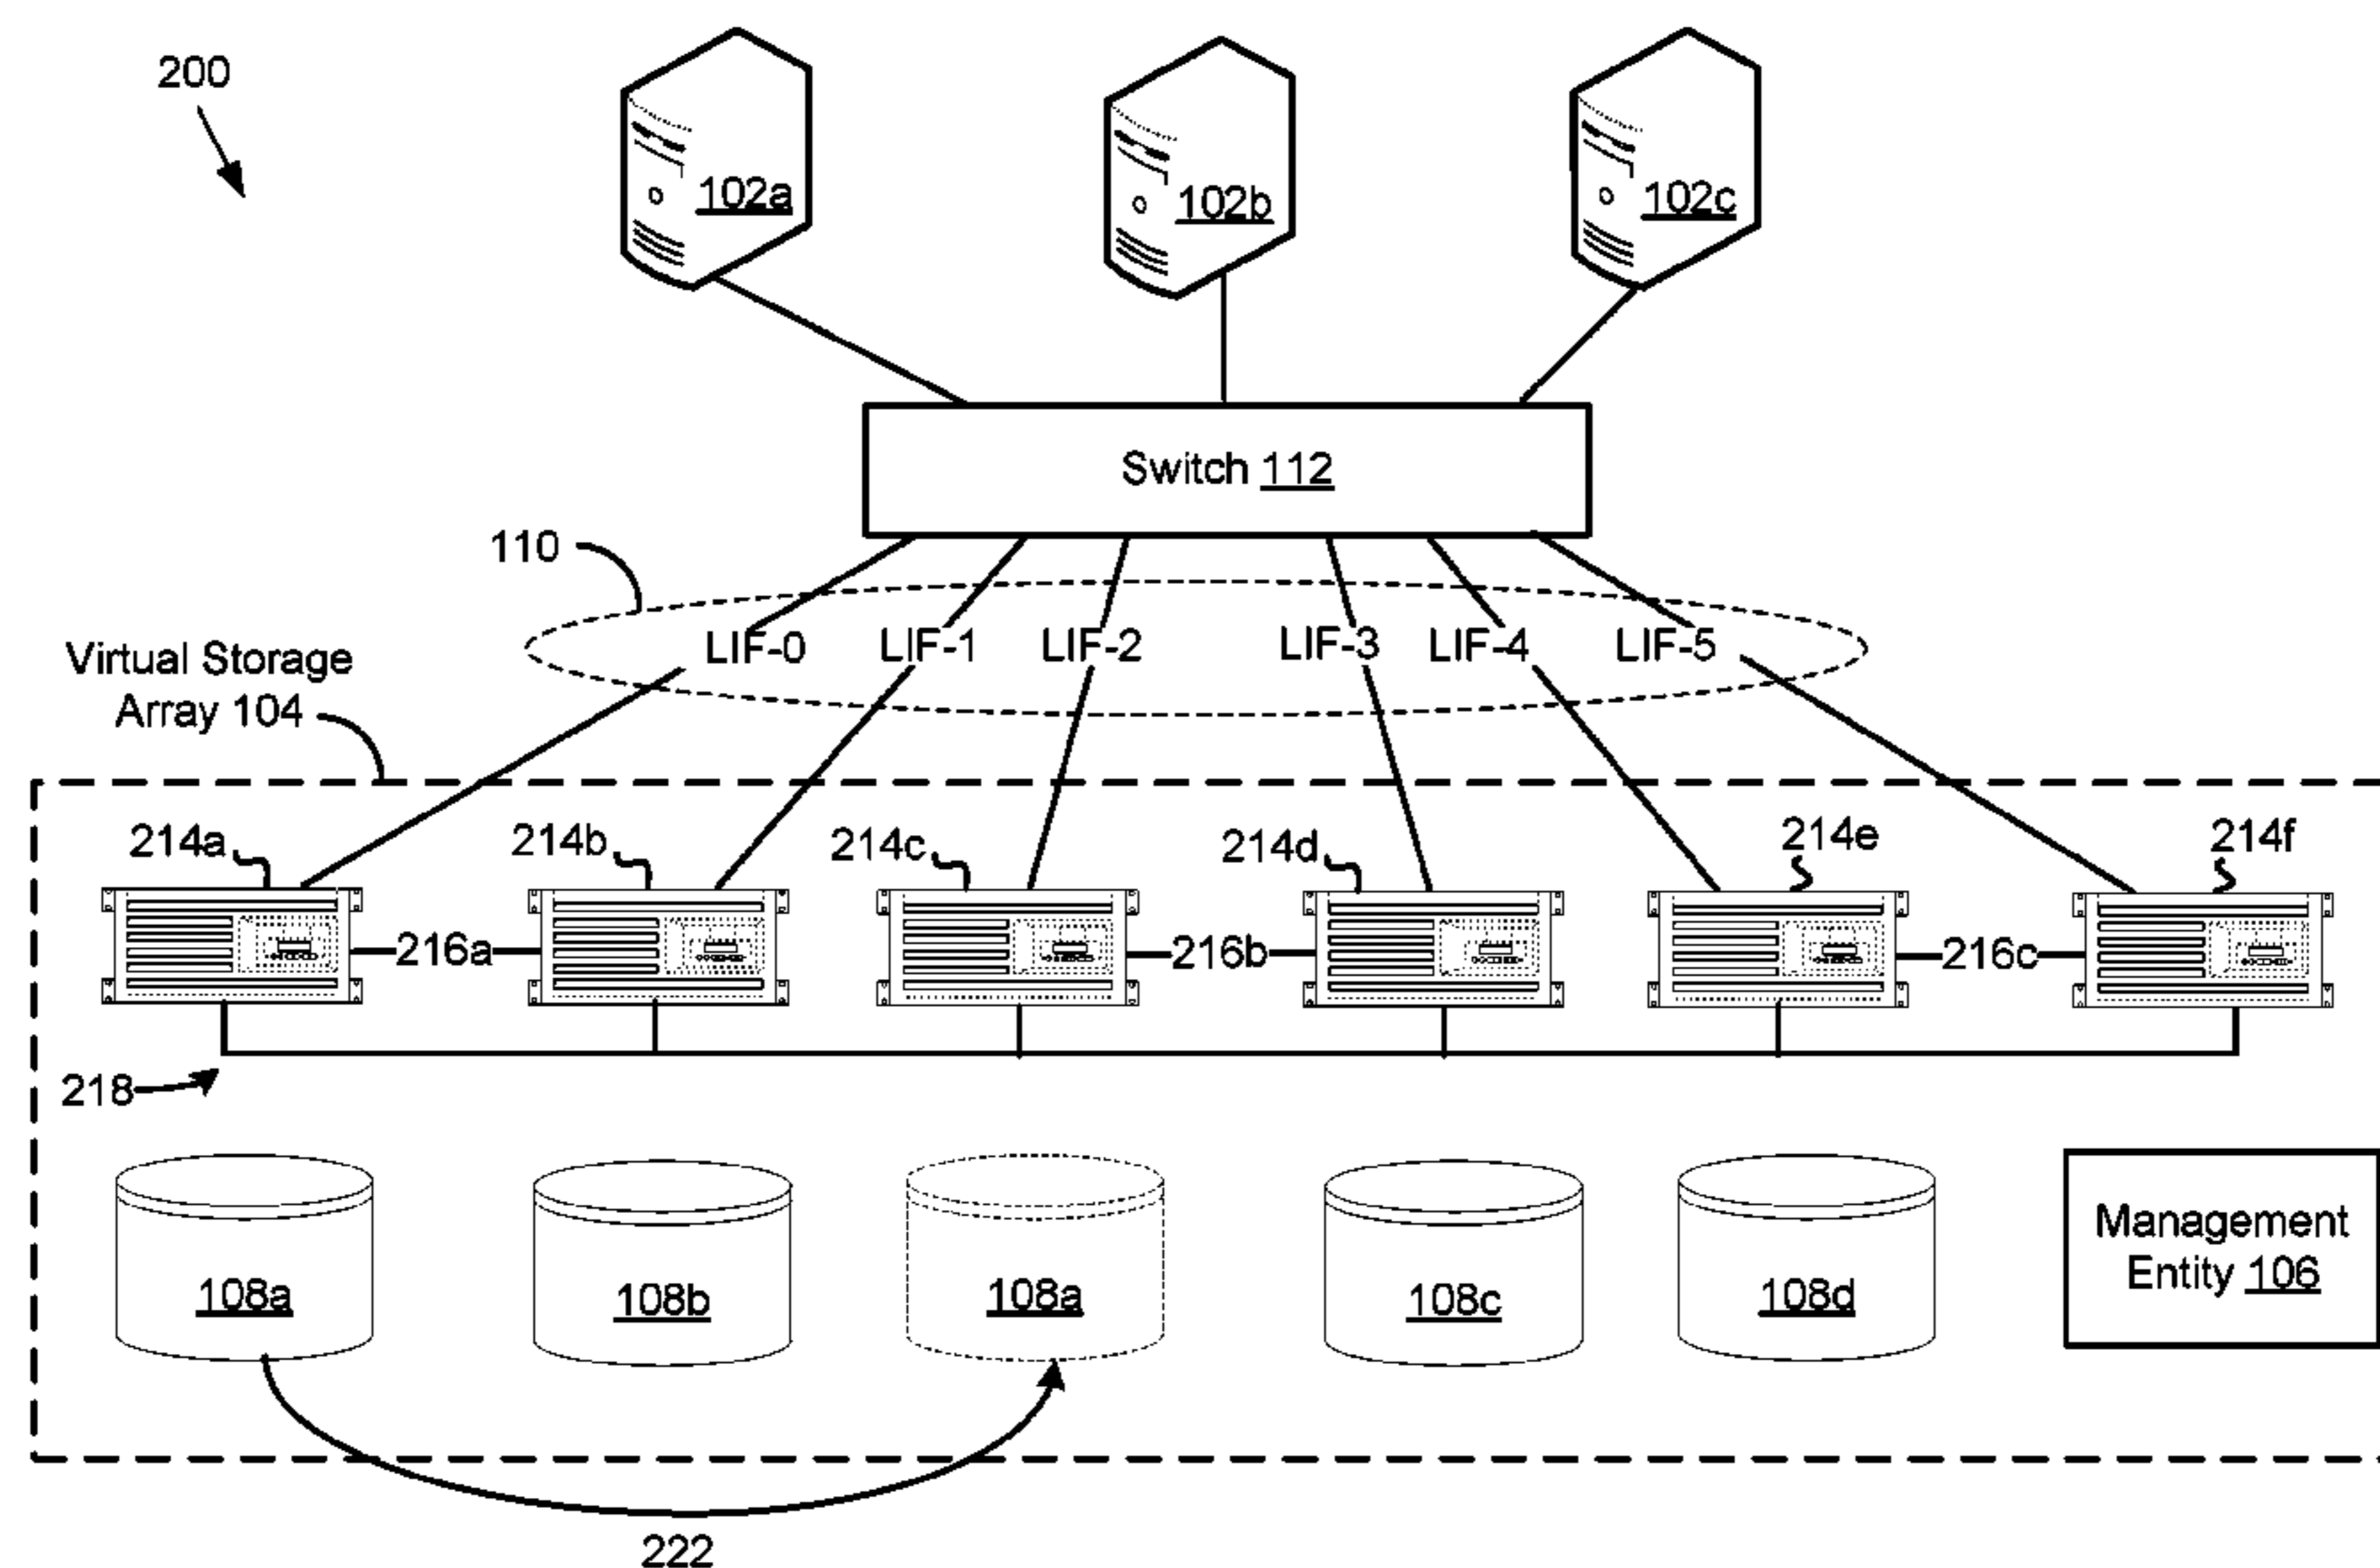 200
102a
102b
102c
Switch 112
110
LIF-0
LIF-1
LIF-2
LIF-3
LIF-4
LIF-5
Virtual Storage
Array 104
214a
214b
214c
214d
214e
214f
216a
216b
216c
218
108a
108b
108a
108c
108d
Management
Entity 106
222